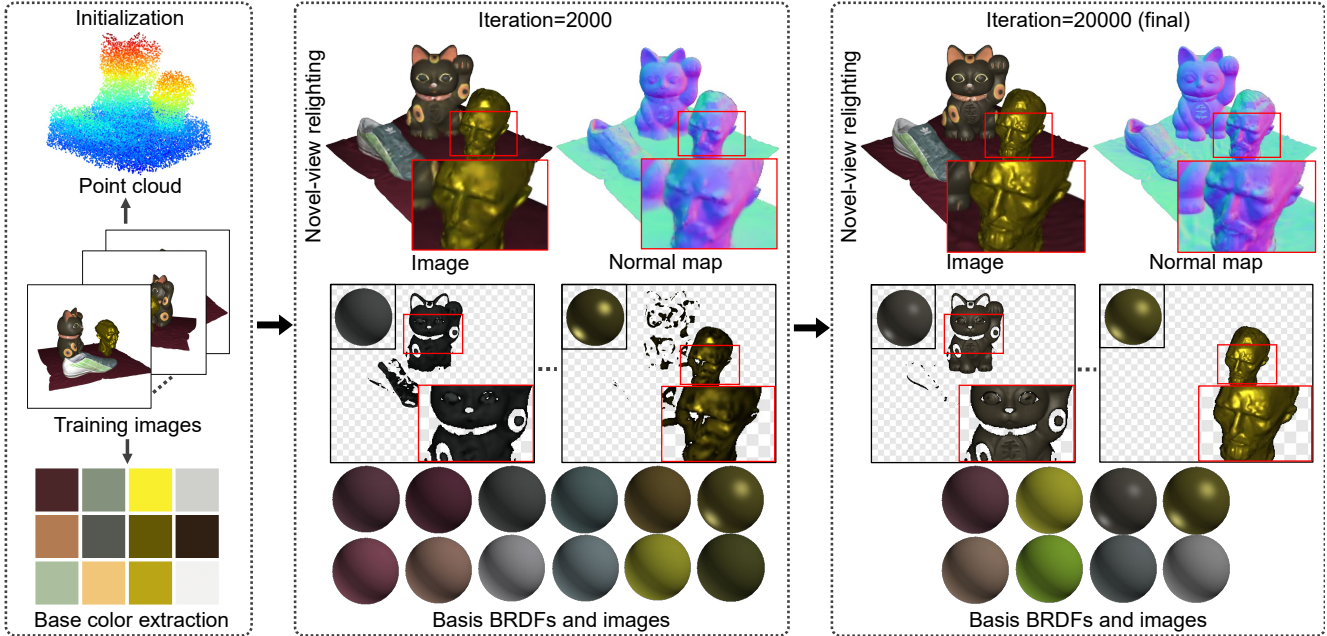 Initialization
Point cloud
Training images
Base color extraction
Iteration=2000
Novel-view relighting
Image
Normal map
Basis BRDFs and images
Iteration=20000 (final)
Novel-view relighting
Image
Normal map
Basis BRDFs and images